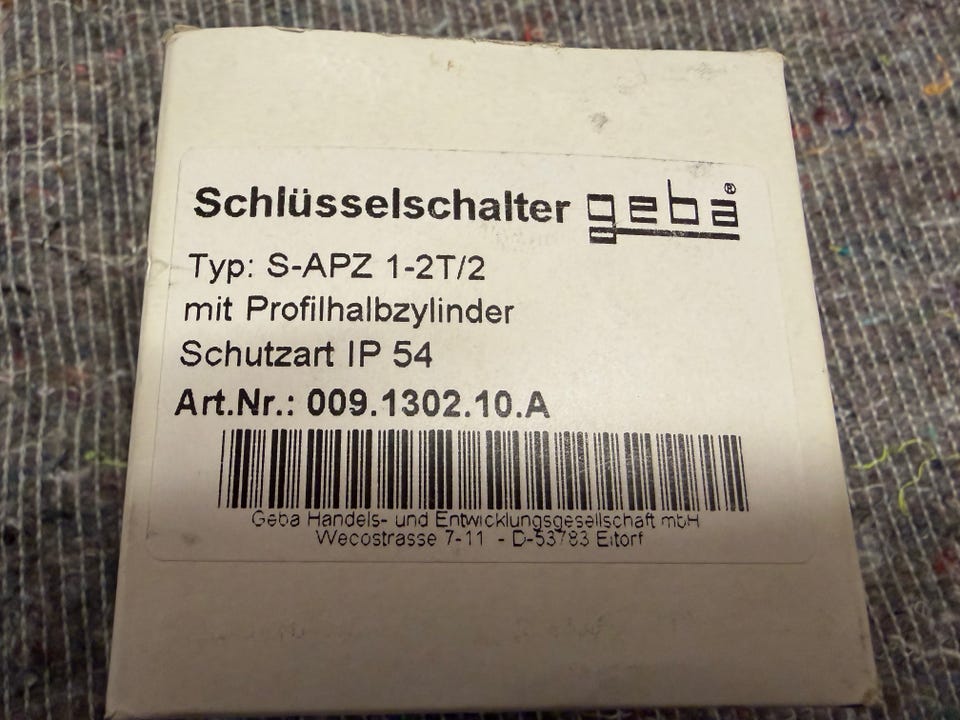 Schlüsselschalter geba®
Typ: S-APZ 1-2T/2
mit Profilhalbzylinder
Schutzart IP 54
Art.Nr.: 009.1302.10.A
Geba Handels- und Entwicklungsgesellschaft mbH
Wecostrasse 7-11 - D-53783 Eitorf